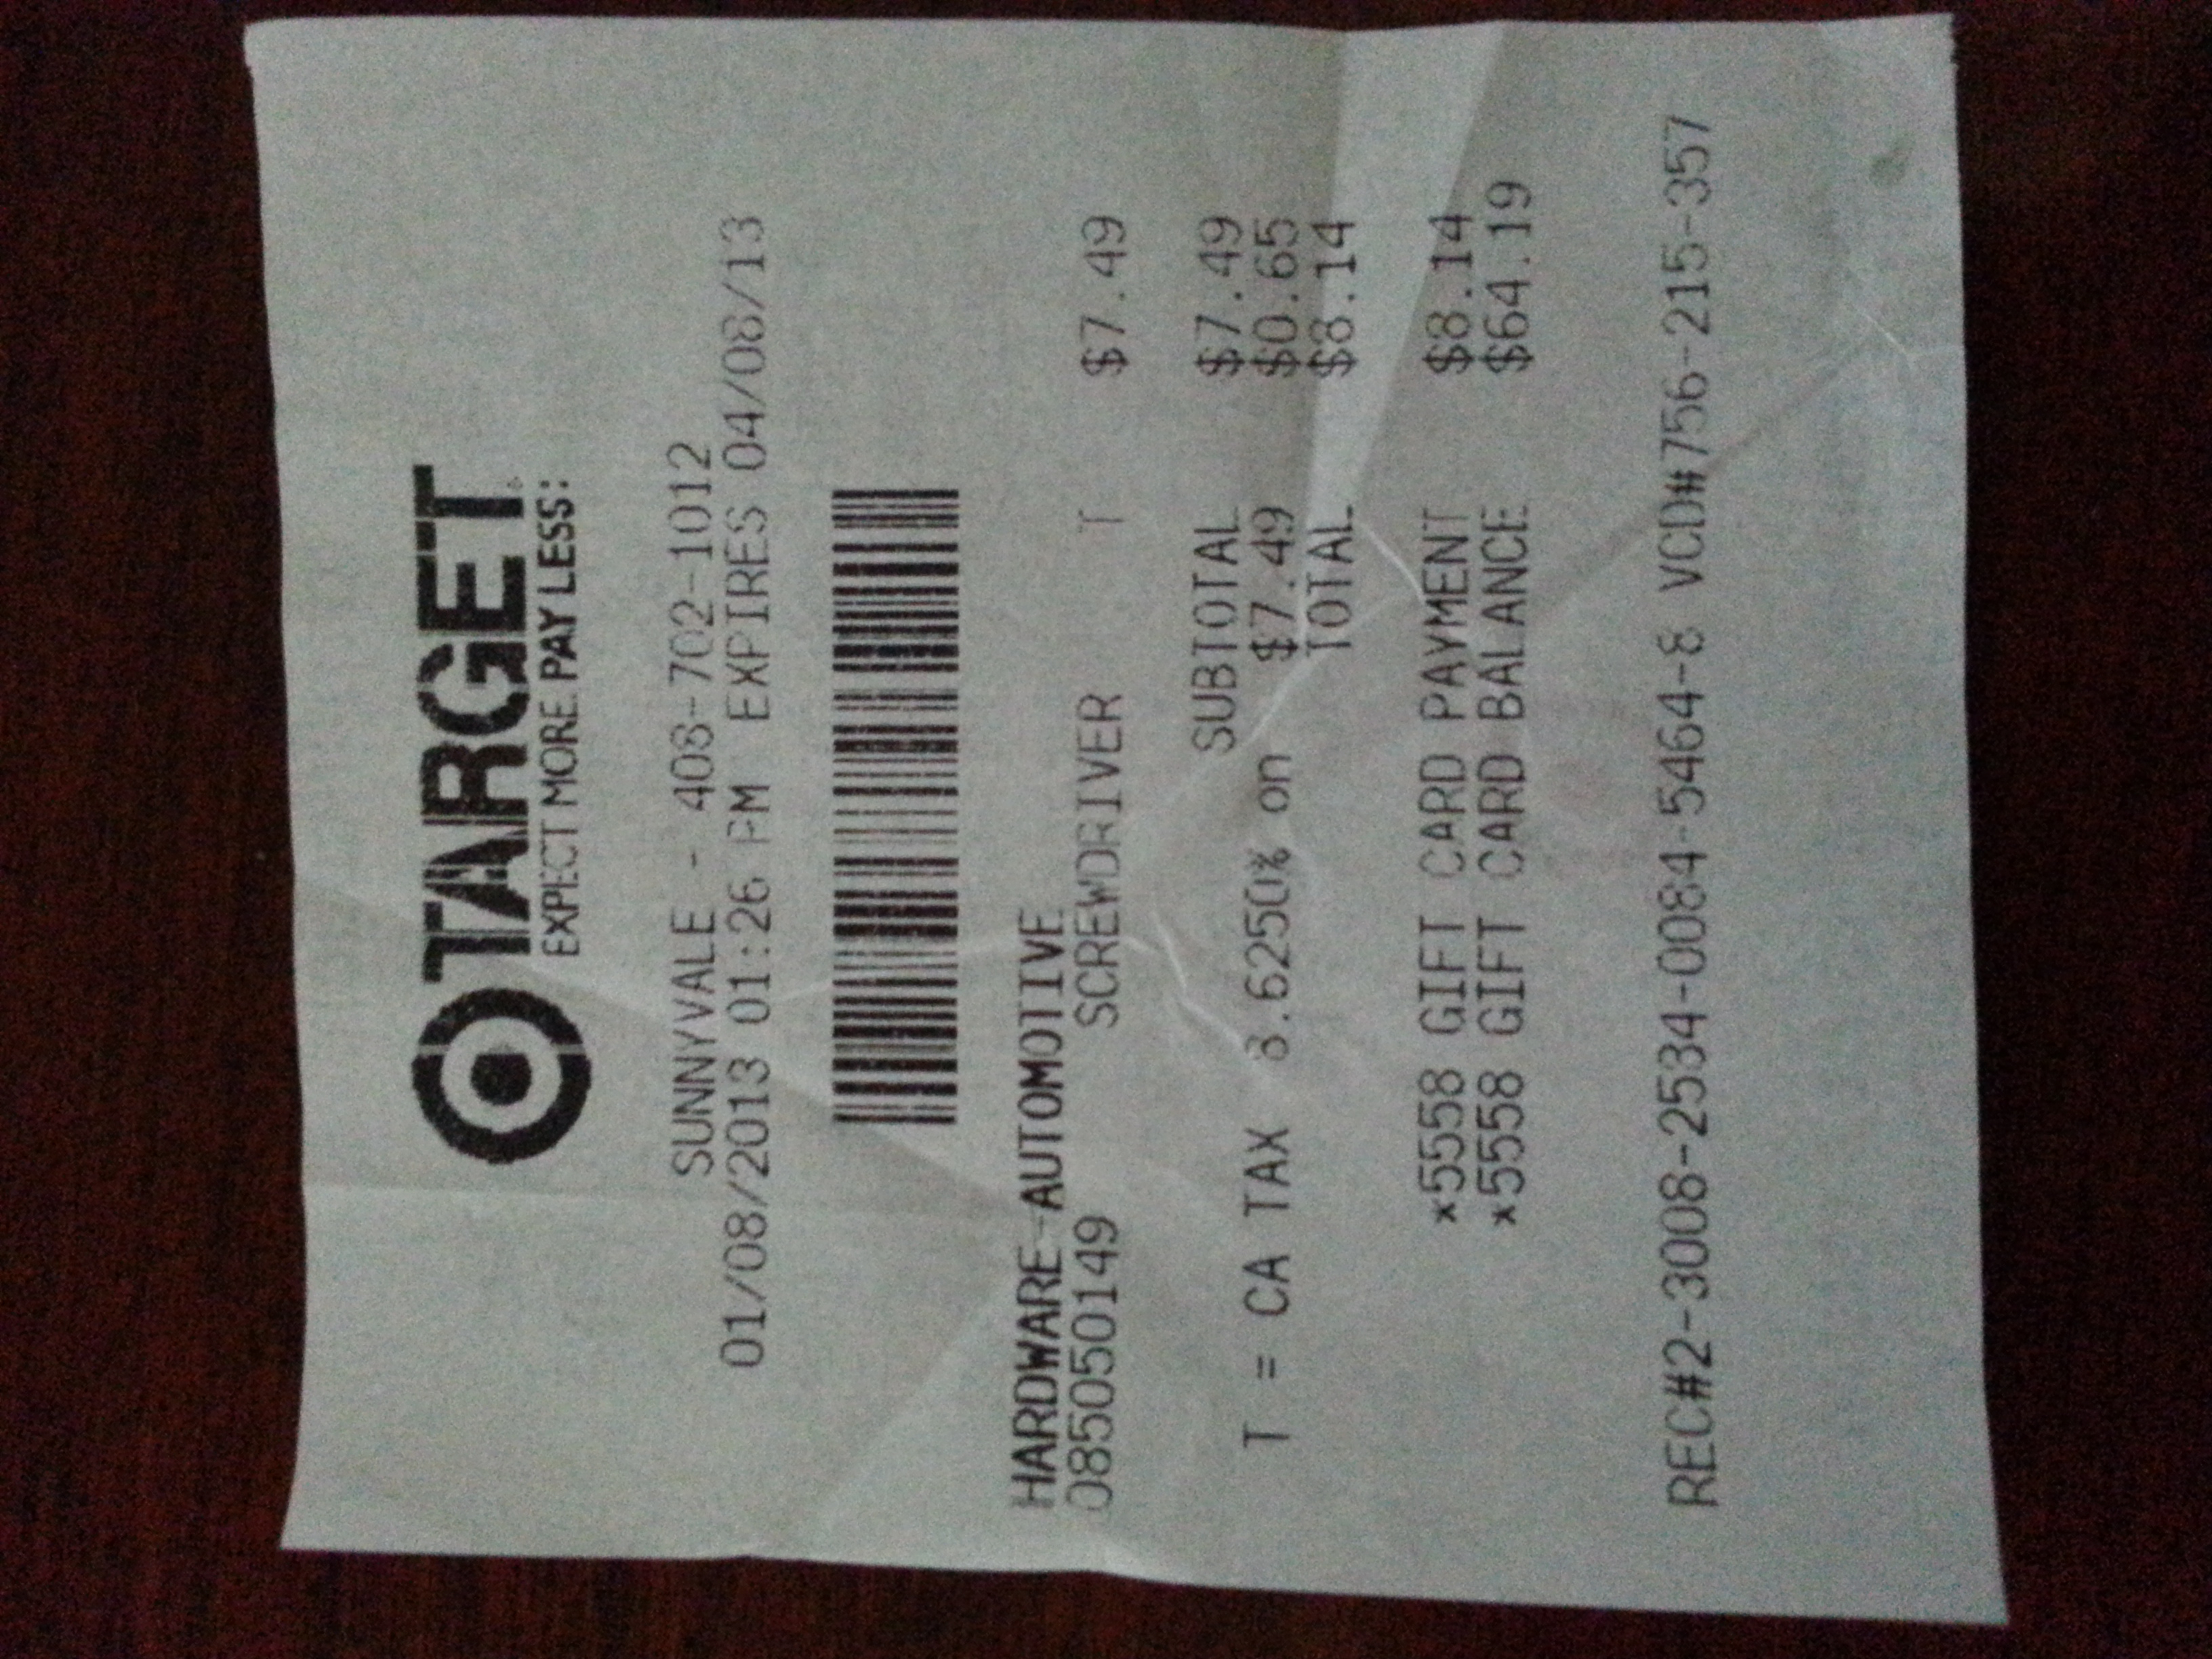 TARGET
EXPECT MORE. PAY LESS.
SUNNYVALE - 408-702-1012
01/08/2013 01:26 PM EXPIRES 04/08/13
HARDWARE-AUTOMOTIVE
085050149 SCREWDRIVER T $7.49
SUBTOTAL $7.49
T = CA TAX 8.6250% on $7.49 $0.65
TOTAL $8.14
*5558 GIFT CARD PAYMENT $8.14
*5558 GIFT CARD BALANCE $64.19
REC#2-3008-2534-0084-5464-8 VCD#756-215-357